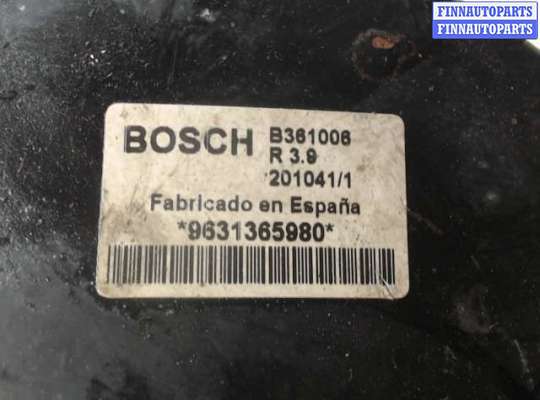 FINNAUTOPARTS
FINNAUTOPARTS
BOSCH B361006
R 3.9
201041/1
Fabricado en España
*9631365980*